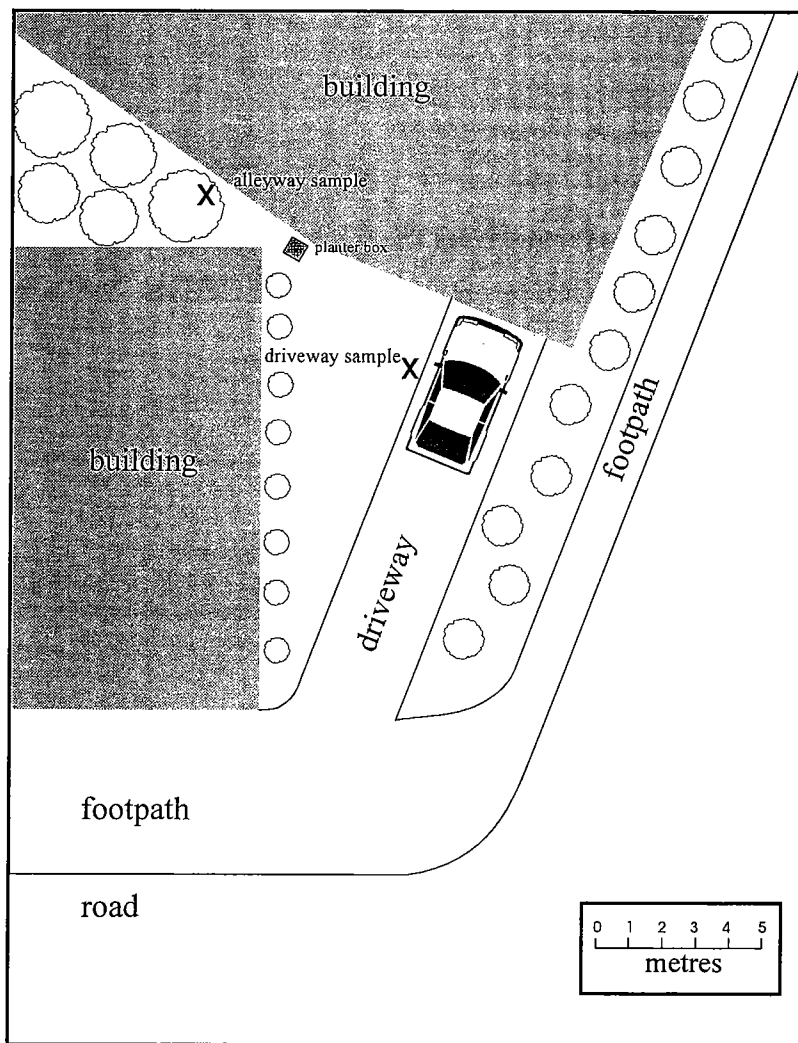 building
alleyway sample
planter box
driveway sample
building
footpath
driveway
footpath
road
0 1 2 3 4 5
metres